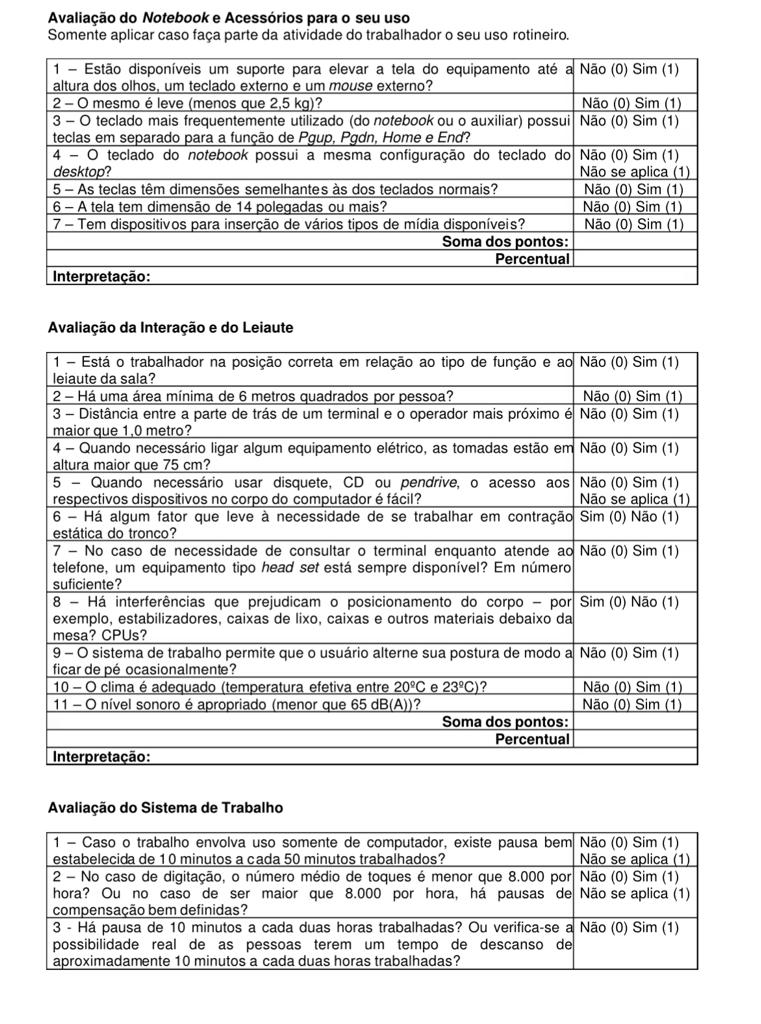 Avaliação do Notebook e Acessórios para o seu uso
Somente aplicar caso faça parte da atividade do trabalhador o seu uso rotineiro.
1 – Estão disponíveis um suporte para elevar a tela do equipamento até a altura dos olhos, um teclado externo e um mouse externo? Não (0) Sim (1)
2 – O mesmo é leve (menos que 2,5 kg)? Não (0) Sim (1)
3 – O teclado mais frequentemente utilizado (do notebook ou o auxiliar) possui teclas em separado para a função de Pgup, Pgdn, Home e End? Não (0) Sim (1)
4 – O teclado do notebook possui a mesma configuração do teclado do desktop? Não (0) Sim (1) Não se aplica (1)
5 – As teclas têm dimensões semelhantes às dos teclados normais? Não (0) Sim (1)
6 – A tela tem dimensão de 14 polegadas ou mais? Não (0) Sim (1)
7 – Tem dispositivos para inserção de vários tipos de mídia disponíveis? Não (0) Sim (1)
Soma dos pontos:
Percentual
Interpretação:
Avaliação da Interação e do Leiaute
1 – Está o trabalhador na posição correta em relação ao tipo de função e ao leiaute da sala? Não (0) Sim (1)
2 – Há uma área mínima de 6 metros quadrados por pessoa? Não (0) Sim (1)
3 – Distância entre a parte de trás de um terminal e o operador mais próximo é maior que 1,0 metro? Não (0) Sim (1)
4 – Quando necessário ligar algum equipamento elétrico, as tomadas estão em altura maior que 75 cm? Não (0) Sim (1)
5 – Quando necessário usar disquete, CD ou pendrive, o acesso aos respectivos dispositivos no corpo do computador é fácil? Não (0) Sim (1) Não se aplica (1)
6 – Há algum fator que leve à necessidade de se trabalhar em contração estática do tronco? Sim (0) Não (1)
7 – No caso de necessidade de consultar o terminal enquanto atende ao telefone, um equipamento tipo head set está sempre disponível? Em número suficiente? Não (0) Sim (1)
8 – Há interferências que prejudicam o posicionamento do corpo – por exemplo, estabilizadores, caixas de lixo, caixas e outros materiais debaixo da mesa? CPUs? Sim (0) Não (1)
9 – O sistema de trabalho permite que o usuário alterne sua postura de modo a ficar de pé ocasionalmente? Não (0) Sim (1)
10 – O clima é adequado (temperatura efetiva entre 20ºC e 23ºC)? Não (0) Sim (1)
11 – O nível sonoro é apropriado (menor que 65 dB(A))? Não (0) Sim (1)
Soma dos pontos:
Percentual
Interpretação:
Avaliação do Sistema de Trabalho
1 – Caso o trabalho envolva uso somente de computador, existe pausa bem estabelecida de 10 minutos a cada 50 minutos trabalhados? Não (0) Sim (1) Não se aplica (1)
2 – No caso de digitação, o número médio de toques é menor que 8.000 por hora? Ou no caso de ser maior que 8.000 por hora, há pausas de compensação bem definidas? Não (0) Sim (1) Não se aplica (1)
3 - Há pausa de 10 minutos a cada duas horas trabalhadas? Ou verifica-se a possibilidade real de as pessoas terem um tempo de descanso de aproximadamente 10 minutos a cada duas horas trabalhadas? Não (0) Sim (1)